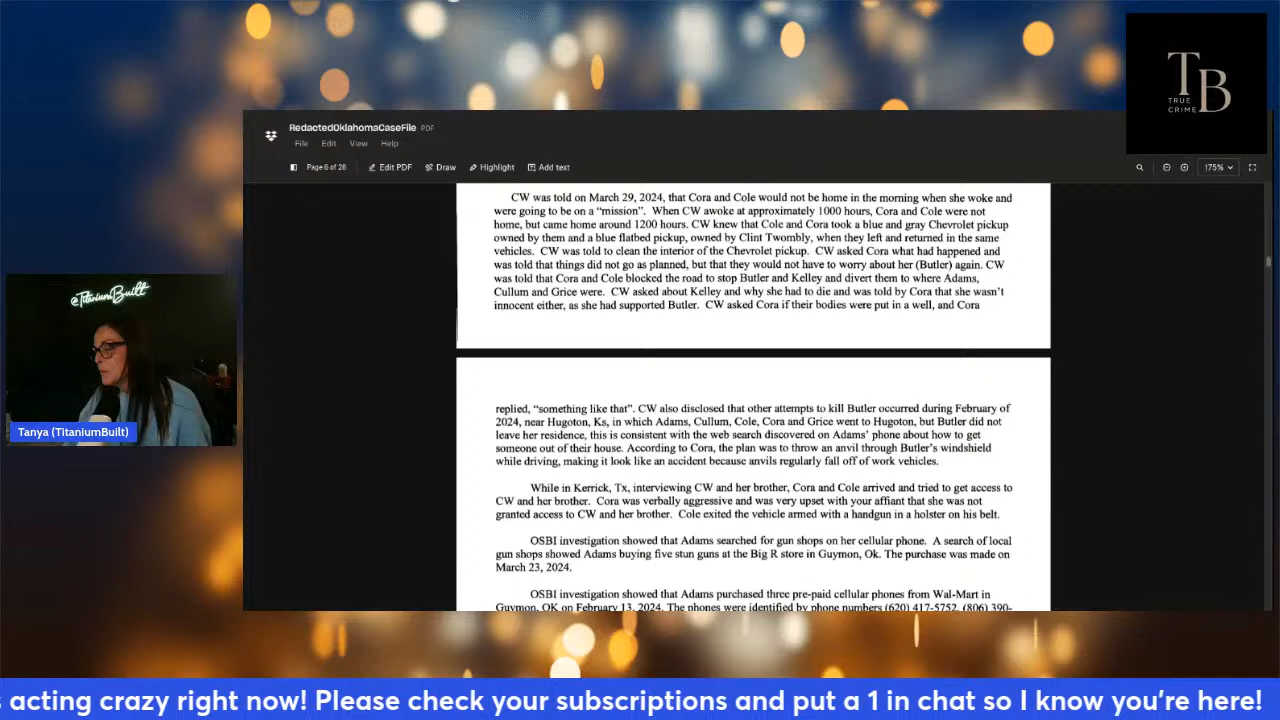 TB
TRUE
CRIME
RedactedOklahomaCaseFile PDF
File Edit View Help
Page 6 of 28 Edit PDF Draw Highlight Add text 175%
CW was told on March 29, 2024, that Cora and Cole would not be home in the morning when she woke and
were going to be on a “mission”. When CW awoke at approximately 1000 hours, Cora and Cole were not
home, but came home around 1200 hours. CW knew that Cole and Cora took a blue and gray Chevrolet pickup
owned by them and a blue flatbed pickup, owned by Clint Twombly, when they left and returned in the same
vehicles. CW was told to clean the interior of the Chevrolet pickup. CW asked Cora what had happened and
was told that things did not go as planned, but that they would not have to worry about her (Butler) again. CW
was told that Cora and Cole blocked the road to stop Butler and Kelley and divert them to where Adams,
Cullum and Grice were. CW asked about Kelley and why she had to die and was told by Cora that she wasn’t
innocent either, as she had supported Butler. CW asked Cora if their bodies were put in a well, and Cora
replied, “something like that”. CW also disclosed that other attempts to kill Butler occurred during February of
2024, near Hugoton, Ks, in which Adams, Cullum, Cole, Cora and Grice went to Hugoton, but Butler did not
leave her residence, this is consistent with the web search discovered on Adams’ phone about how to get
someone out of their house. According to Cora, the plan was to throw an anvil through Butler’s windshield
while driving, making it look like an accident because anvils regularly fall off of work vehicles.
While in Kerrick, Tx, interviewing CW and her brother, Cora and Cole arrived and tried to get access to
CW and her brother. Cora was verbally aggressive and was very upset with your affiant that she was not
granted access to CW and her brother. Cole exited the vehicle armed with a handgun in a holster on his belt.
OSBI investigation showed that Adams searched for gun shops on her cellular phone. A search of local
gun shops showed Adams buying five stun guns at the Big R store in Guymon, Ok. The purchase was made on
March 23, 2024.
OSBI investigation showed that Adams purchased three pre-paid cellular phones from Wal-Mart in
Guymon, OK on February 13, 2024. The phones were identified by phone numbers (620) 417-5752, (806) 390-
@TitaniumBuilt
Tanya (TitaniumBuilt)
acting crazy right now! Please check your subscriptions and put a 1 in chat so I know you’re here!